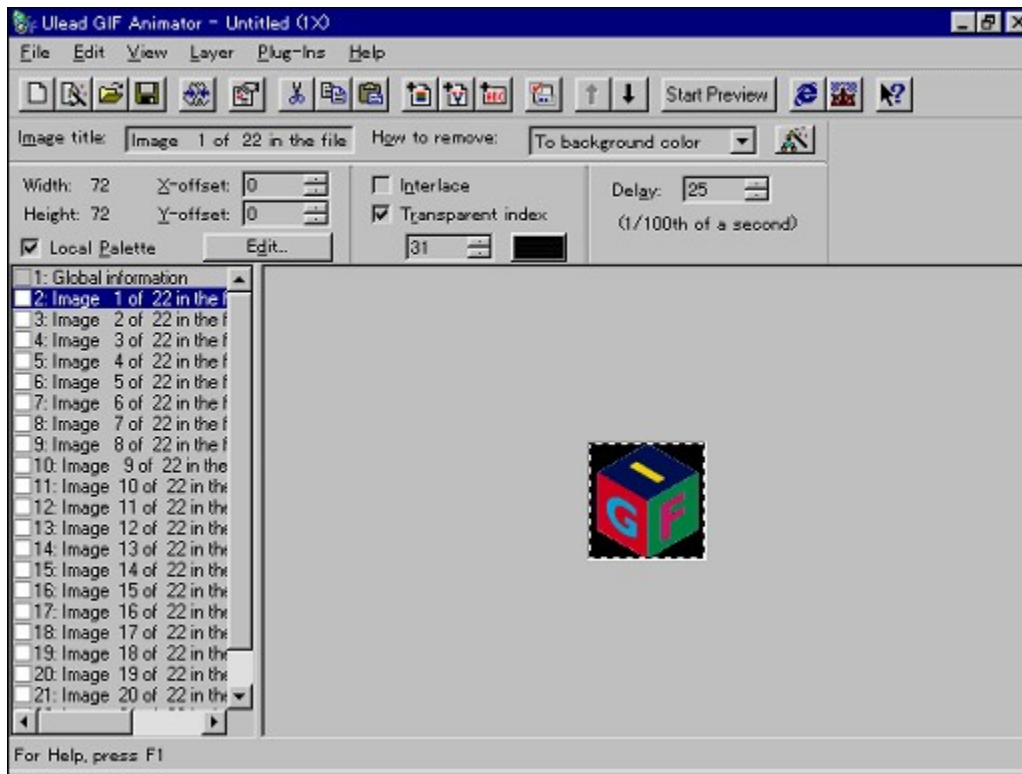 Ulead GIF Animator - Untitled (1X)
File Edit View Layer Plug-Ins Help
Start Preview
Image title: Image 1 of 22 in the file How to remove: To background color
Width: 72 X-offset: 0 Interlace Delay: 25
Height: 72 Y-offset: 0 Transparent index (1/100th of a second)
Local Palette Edit... 31
1: Global information
2: Image 1 of 22 in the f
3: Image 2 of 22 in the f
4: Image 3 of 22 in the f
5: Image 4 of 22 in the f
6: Image 5 of 22 in the f
7: Image 6 of 22 in the f
8: Image 7 of 22 in the f
9: Image 8 of 22 in the f
10: Image 9 of 22 in the
11: Image 10 of 22 in the
12: Image 11 of 22 in the
13: Image 12 of 22 in the
14: Image 13 of 22 in the
15: Image 14 of 22 in the
16: Image 15 of 22 in the
17: Image 16 of 22 in the
18: Image 17 of 22 in the
19: Image 18 of 22 in the
20: Image 19 of 22 in the
21: Image 20 of 22 in the
G I F
For Help, press F1